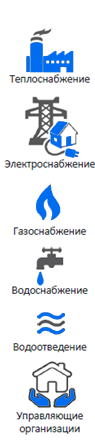 Теплоснабжение
Электроснабжение
Газоснабжение
Водоснабжение
Водоотведение
Управляющие
организации